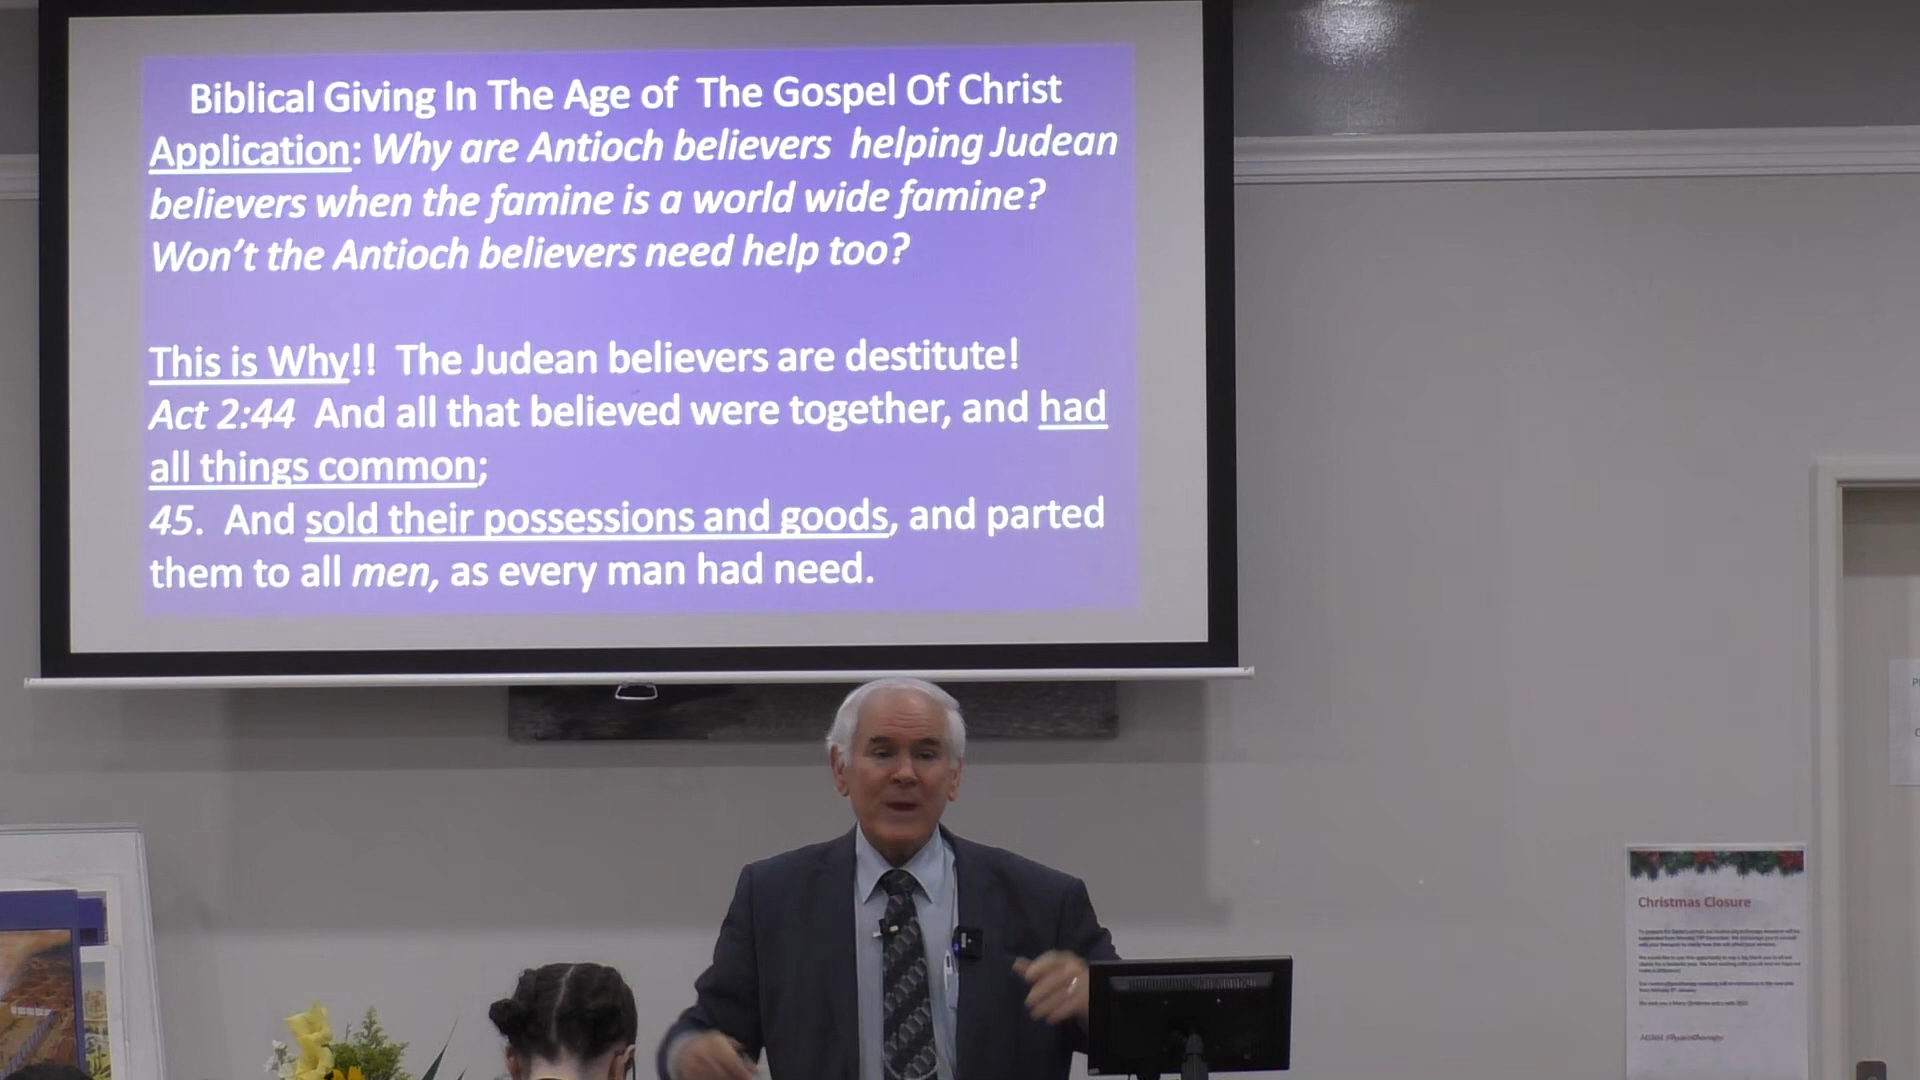 Biblical Giving In The Age of The Gospel Of Christ
Application: Why are Antioch believers helping Judean
believers when the famine is a world wide famine?
Won't the Antioch believers need help too?
This is Why!! The Judean believers are destitute!
Act 2:44 And all that believed were together, and had
all things common;
45. And sold their possessions and goods, and parted
them to all men, as every man had need.
Christmas Closure